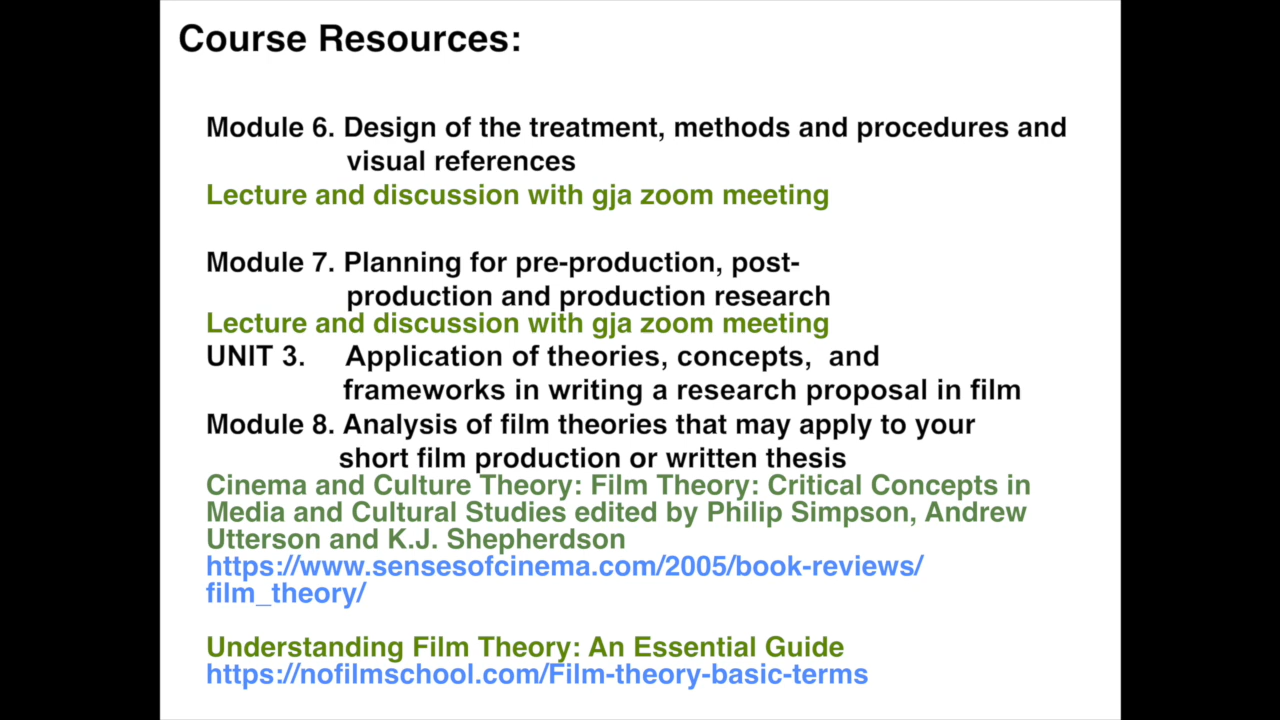 Course Resources:
Module 6. Design of the treatment, methods and procedures and
visual references
Lecture and discussion with gja zoom meeting
Module 7. Planning for pre-production, post-
production and production research
Lecture and discussion with gja zoom meeting
UNIT 3. Application of theories, concepts, and
frameworks in writing a research proposal in film
Module 8. Analysis of film theories that may apply to your
short film production or written thesis
Cinema and Culture Theory: Film Theory: Critical Concepts in
Media and Cultural Studies edited by Philip Simpson, Andrew
Utterson and K.J. Shepherdson
https://www.sensesofcinema.com/2005/book-reviews/
film_theory/
Understanding Film Theory: An Essential Guide
https://nofilmschool.com/Film-theory-basic-terms